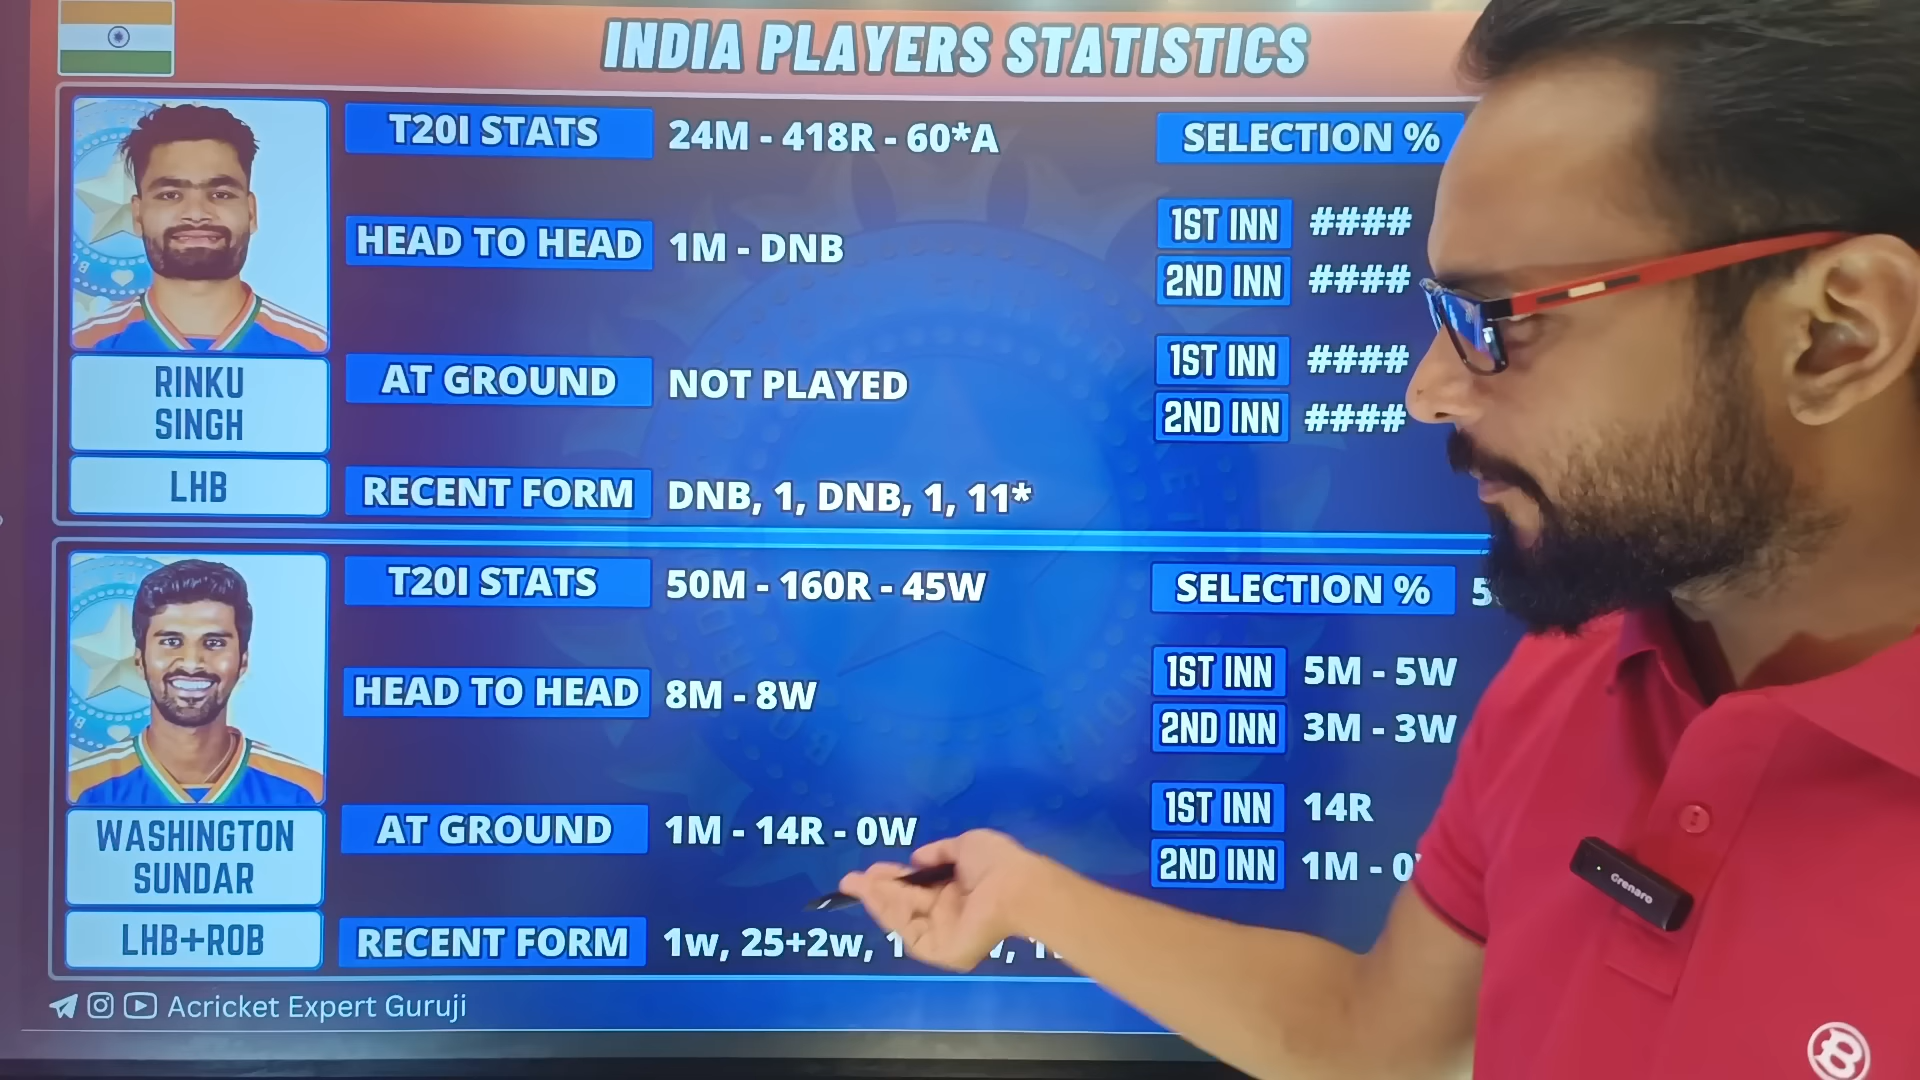 INDIA PLAYERS STATISTICS
T20I STATS 24M - 418R - 60*A
SELECTION %
HEAD TO HEAD 1M - DNB
1ST INN ####
2ND INN ####
AT GROUND NOT PLAYED
1ST INN ####
2ND INN ####
RECENT FORM DNB, 1, DNB, 1, 11*
RINKU
SINGH
LHB
T20I STATS 50M - 160R - 45W
SELECTION %
HEAD TO HEAD 8M - 8W
1ST INN 5M - 5W
2ND INN 3M - 3W
AT GROUND 1M - 14R - 0W
1ST INN 14R
2ND INN 1M - 0
RECENT FORM 1w, 25+2w,
WASHINGTON
SUNDAR
LHB+ROB
Acricket Expert Guruji
Grenaro